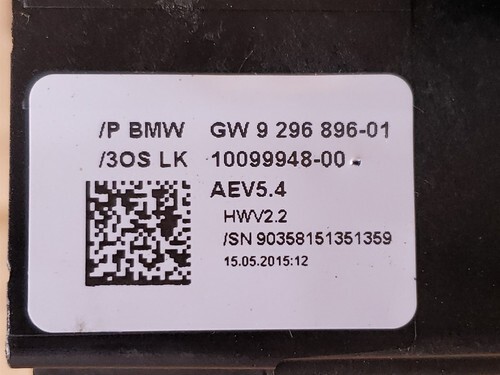 /P BMW GW 9 296 896-01
/3OS LK 10099948-00 -
AEV5.4
HWV2.2
/SN 90358151351359
15.05.2015:12